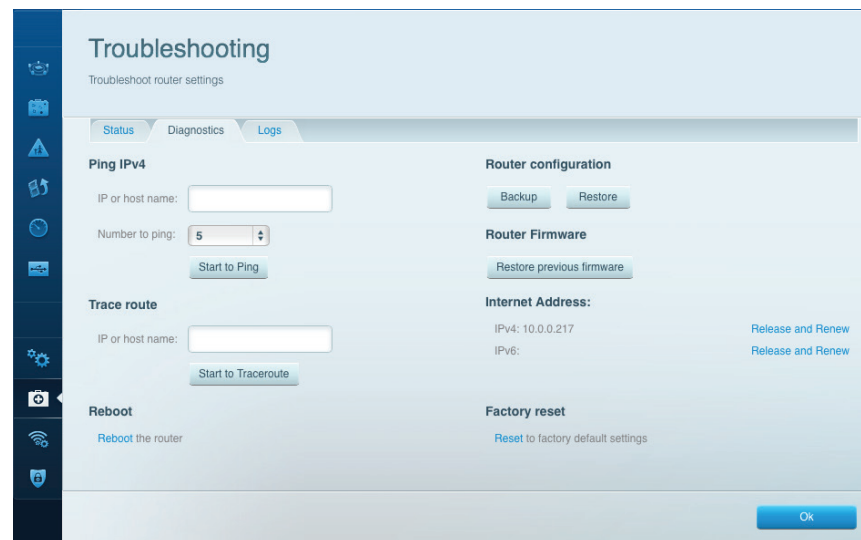 Troubleshooting
Troubleshoot router settings
Status
Diagnostics
Logs
Ping IPv4
IP or host name:
Number to ping: 5
Start to Ping
Trace route
IP or host name:
Start to Traceroute
Reboot
Reboot the router
Router configuration
Backup
Restore
Router Firmware
Restore previous firmware
Internet Address:
IPv4: 10.0.0.217 Release and Renew
IPv6: Release and Renew
Factory reset
Reset to factory default settings
Ok